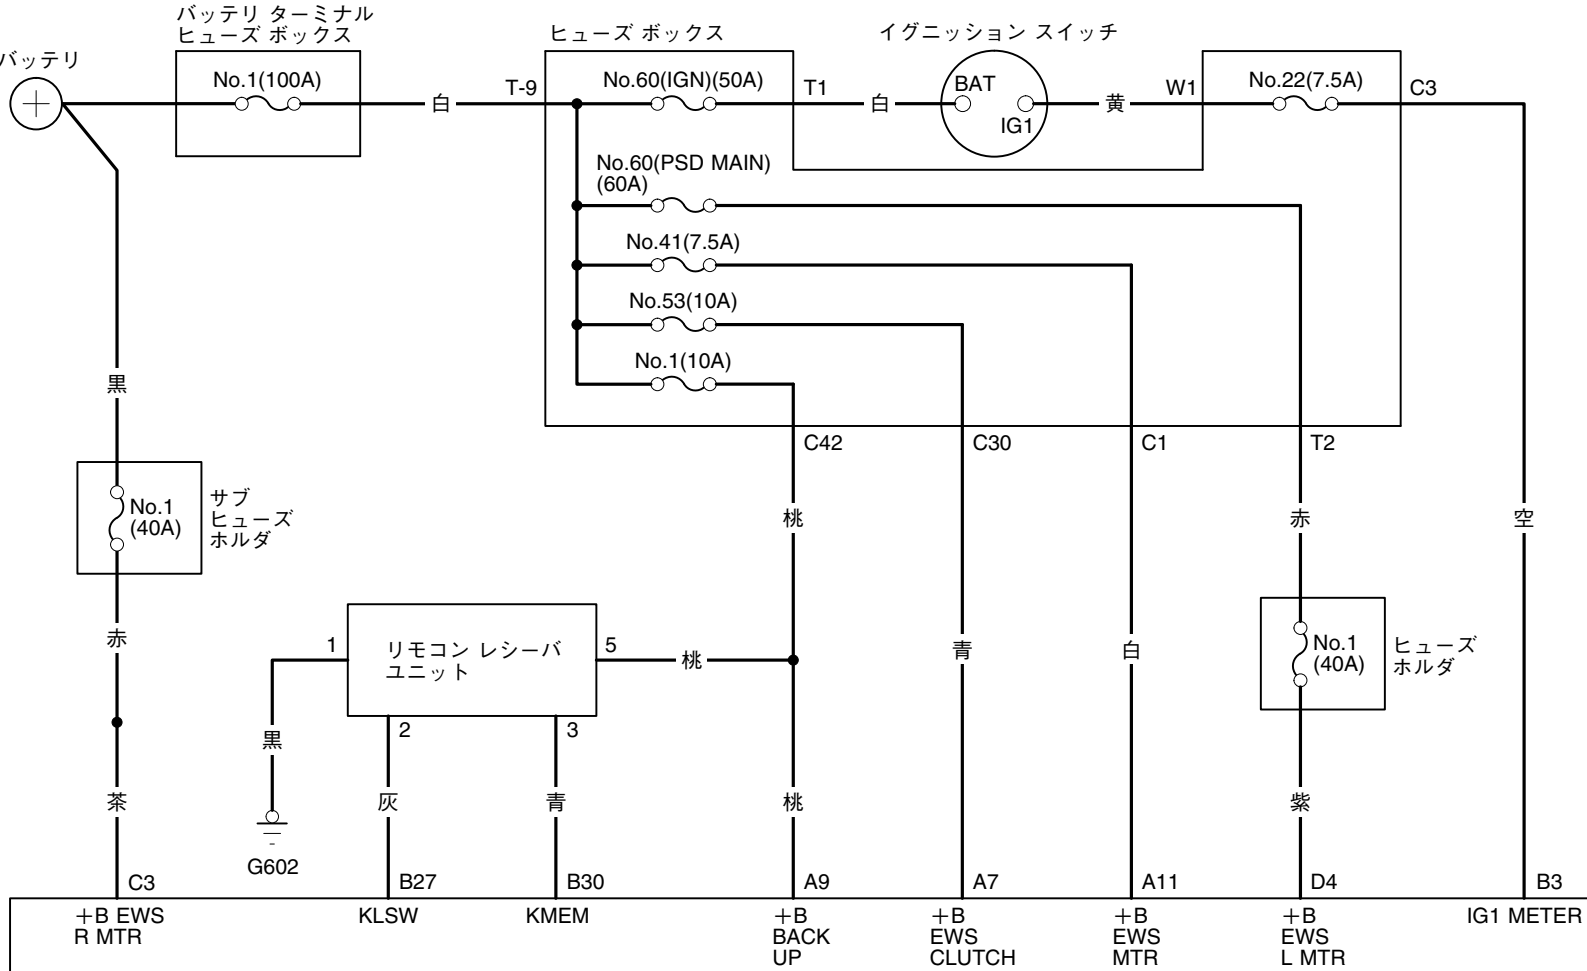 バッテリ ターミナル
ヒューズ ボックス
ヒューズ ボックス
イグニッション スイッチ
バッテリ
No.1(100A)
白
T-9
No.60(IGN)(50A)
T1
白
BAT
IG1
黄
W1
No.22(7.5A)
C3
No.60(PSD MAIN)
(60A)
No.41(7.5A)
No.53(10A)
No.1(10A)
黒
C42
C30
C1
T2
No.1
(40A)
サブ
ヒューズ
ホルダ
桃
赤
空
赤
1
リモコン レシーバ
ユニット
5
桃
青
白
No.1
(40A)
ヒューズ
ホルダ
2
3
黒
茶
灰
青
桃
紫
G602
C3
B27
B30
A9
A7
A11
D4
B3
+B EWS
R MTR
KLSW
KMEM
+B
BACK
UP
+B
EWS
CLUTCH
+B
EWS
MTR
+B
EWS
L MTR
IG1 METER